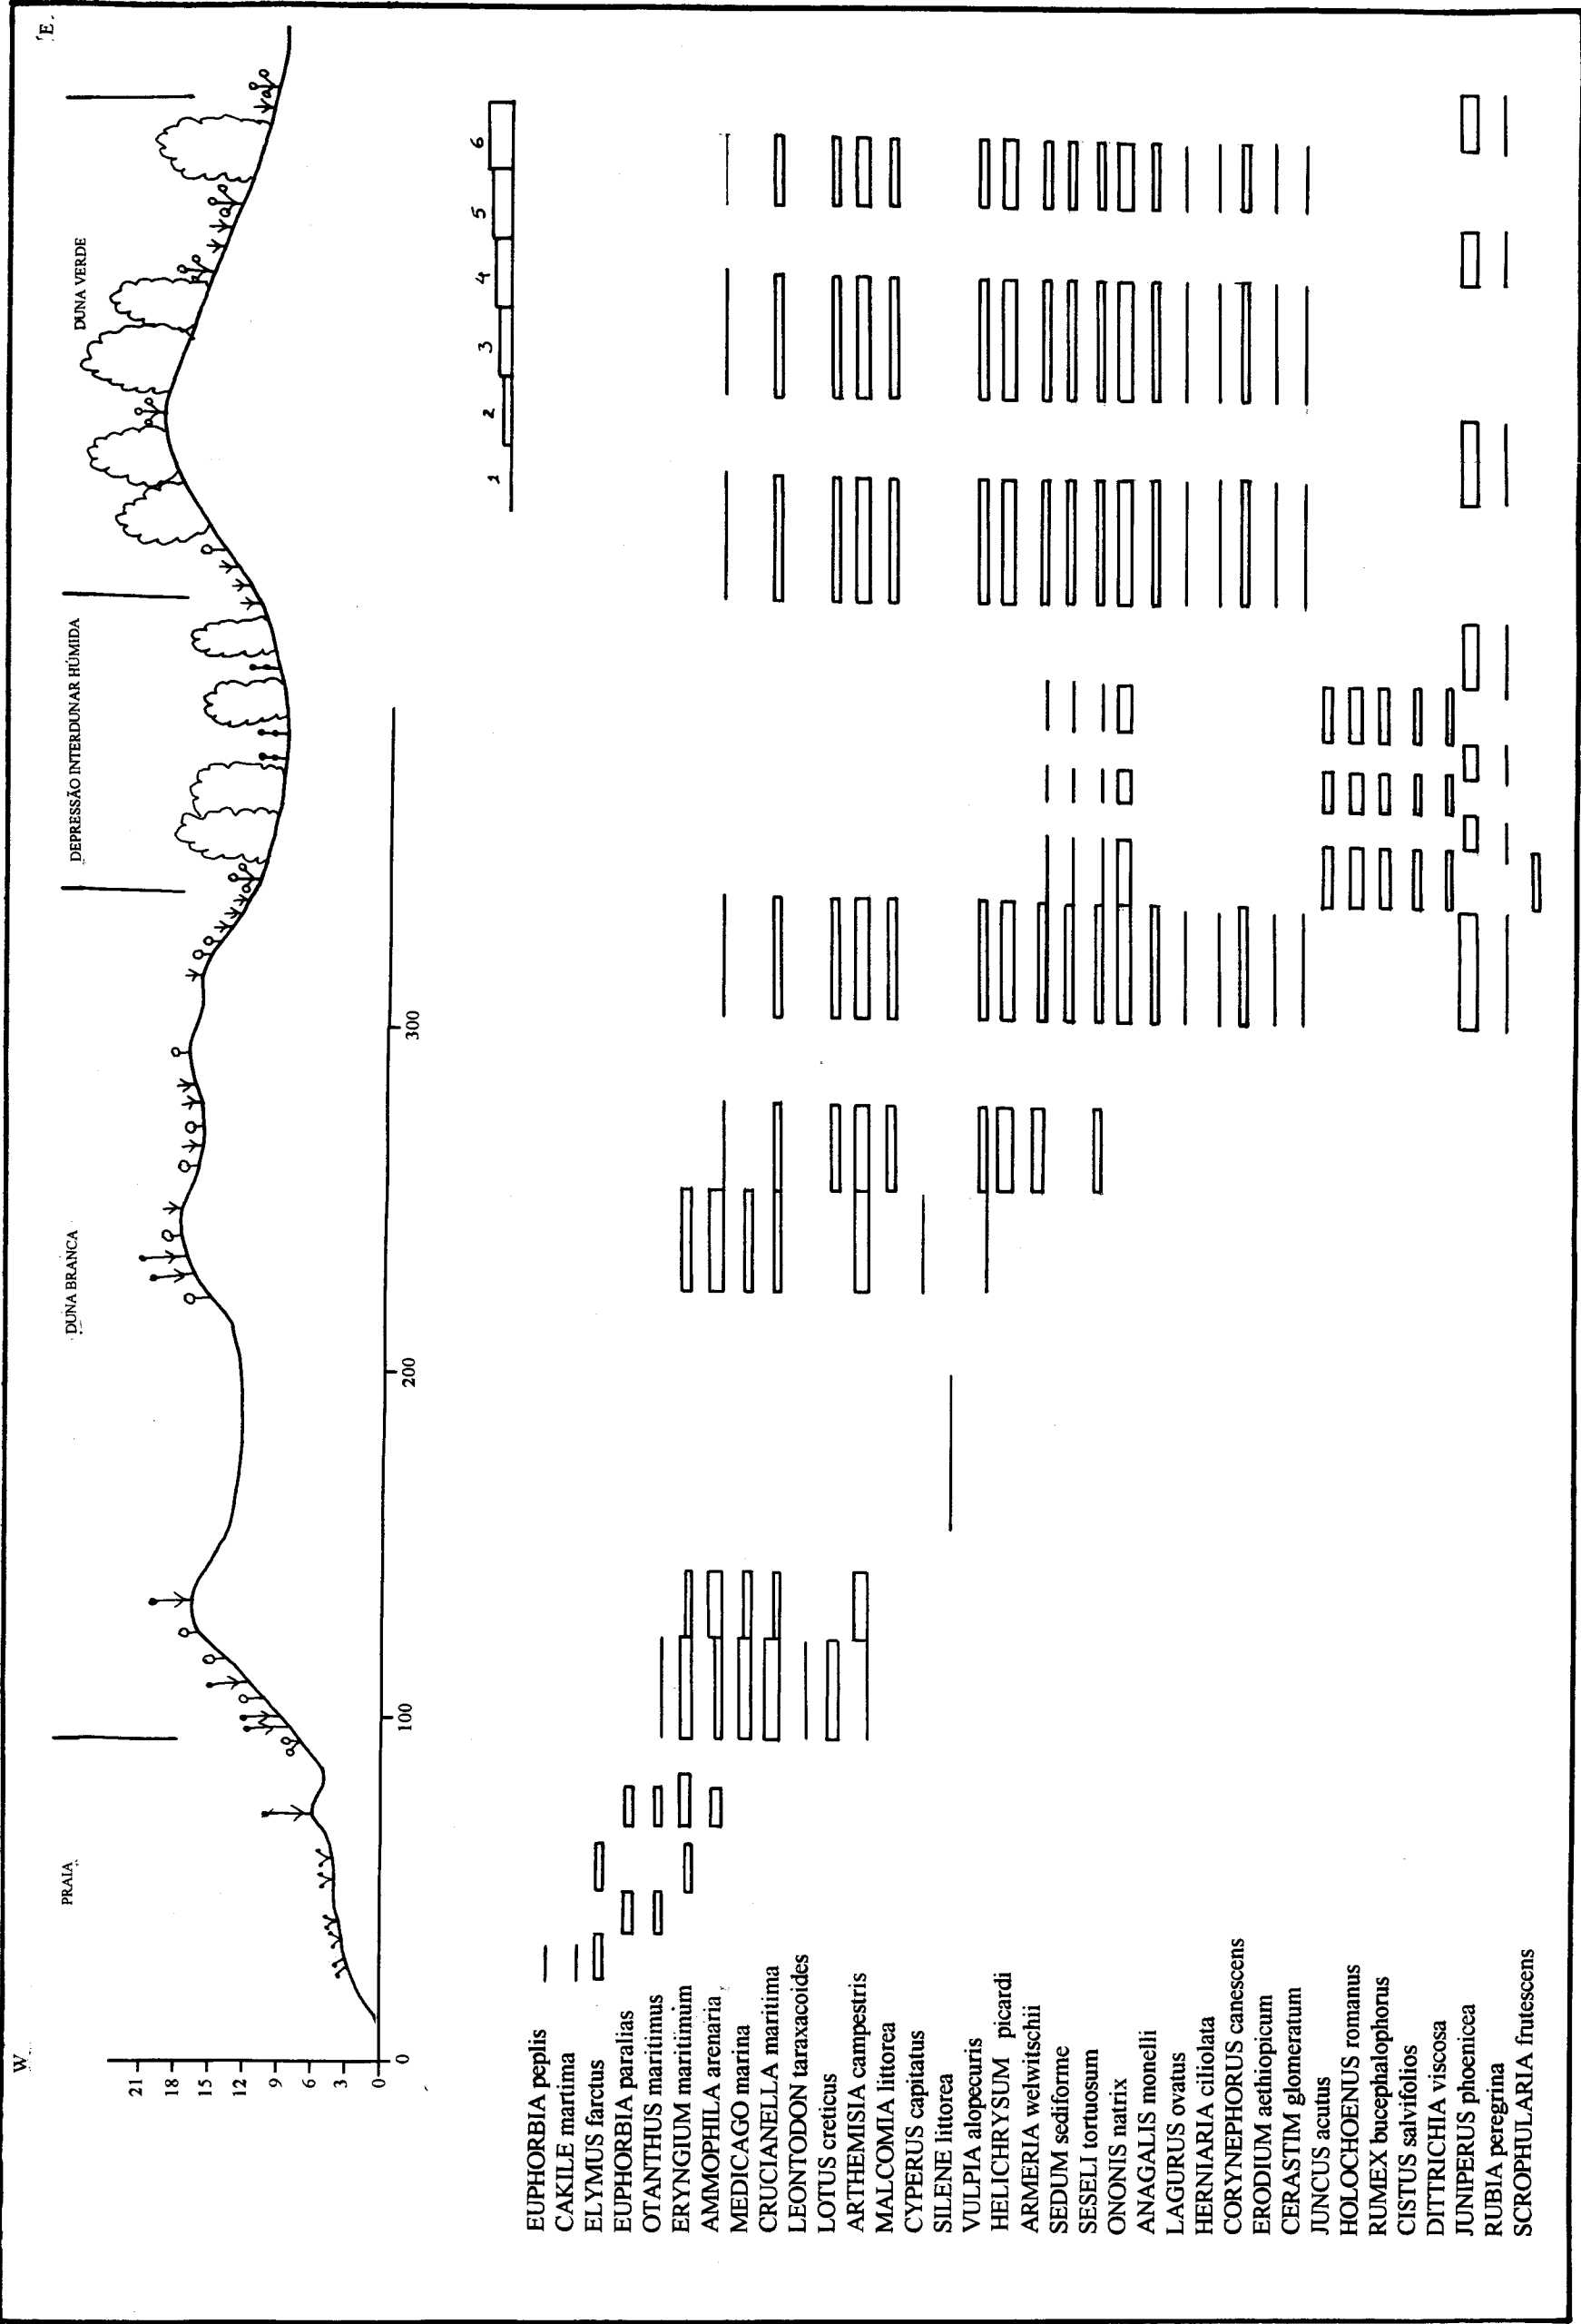 W
E.
PRAIA
DUNA BRANCA
DEPRESSÃO INTERDUNAR HÚMIDA
DUNA VERDE
21
18
15
12
9
6
3
0
0
100
200
300
1
2
3
4
5
6
EUPHORBIA peplis
CAKILE martima
ELYMUS farctus
EUPHORBIA paralias
OTANTHUS maritimus
ERYNGIUM maritimum
AMMOPHILA arenaria
MEDICAGO marina
CRUCIANELLA maritima
LEONTODON taraxacoides
LOTUS creticus
ARTHEMISIA campestris
MALCOMIA littorea
CYPERUS capitatus
SILENE littorea
VULPIA alopecuris
HELICHRYSUM picardi
ARMERIA welwitschii
SEDUM sediforme
SESELI tortuosum
ONONIS natrix
ANAGALIS monelli
LAGURUS ovatus
HERNIARIA ciliolata
CORYNEPHORUS canescens
ERODIUM aethiopicum
CERASTIM glomeratum
JUNCUS acutus
HOLOCHOENUS romanus
RUMEX bucephalophorus
CISTUS salvifolios
DITTRICHIA viscosa
JUNIPERUS phoenicea
RUBIA peregrina
SCROPHULARIA frutescens